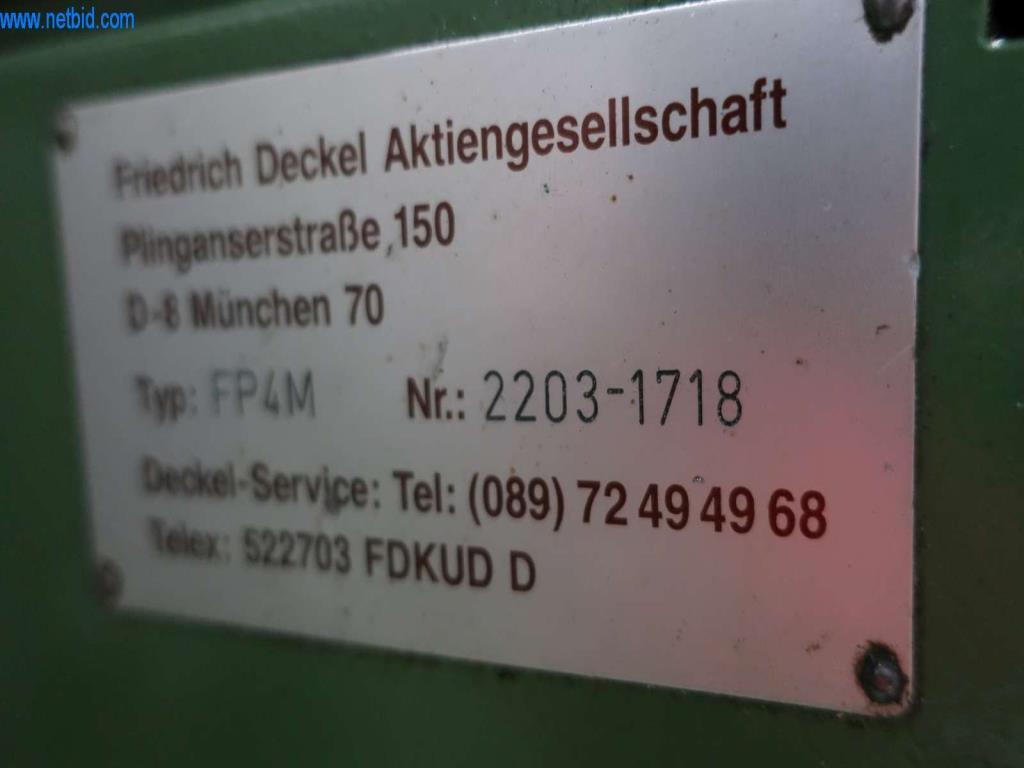 www.netbid.com
Friedrich Deckel Aktiengesellschaft
Plinganserstraße 150
D-8 München 70
Typ: FP4M Nr.: 2203-1718
Deckel-Service: Tel: (089) 72 49 49 68
Telex: 522703 FDKUD D